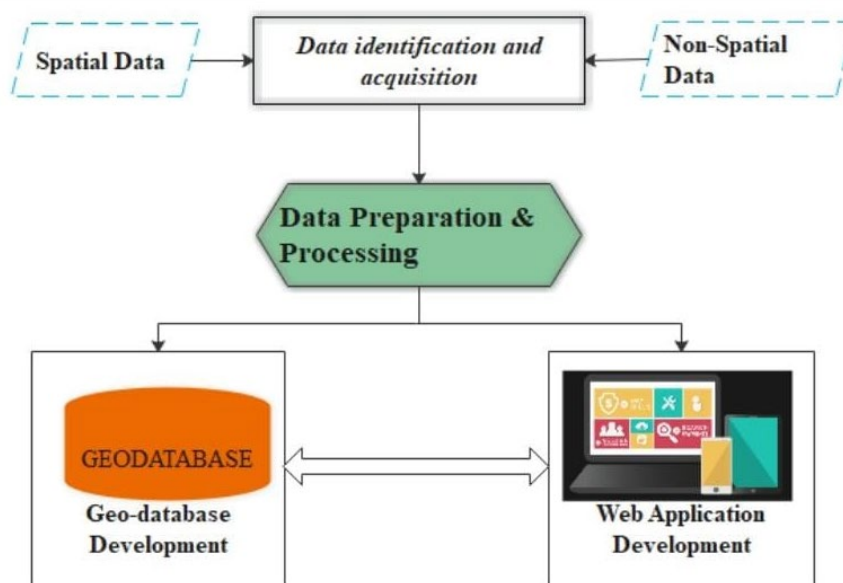 Spatial Data
Data identification and
acquisition
Non-Spatial
Data
Data Preparation &
Processing
GEODATABASE
Geo-database
Development
Web Application
Development